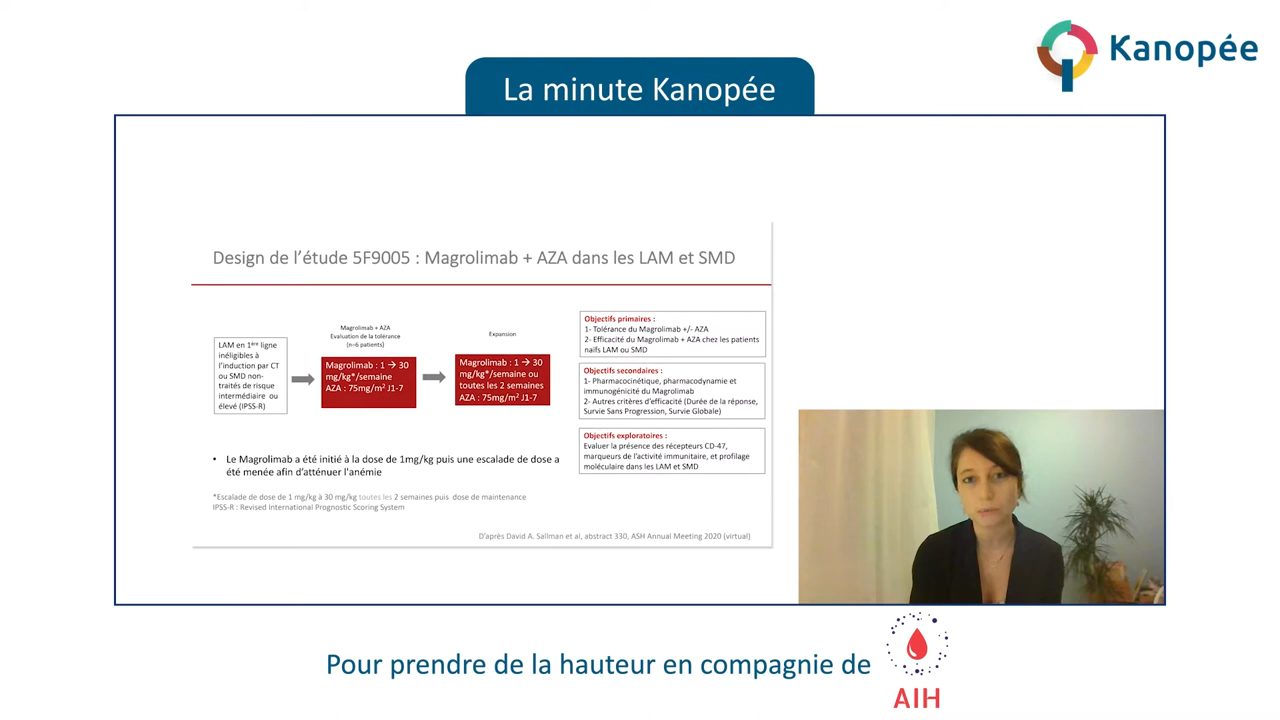 Kanopée
La minute Kanopée
Design de l'étude 5F9005 : Magrolimab + AZA dans les LAM et SMD
LAM en 1ère ligne
inéligibles à
l'induction par CT
ou SMD non-
traités de risque
intermédiaire ou
élevé (IPSS-R)
Magrolimab + AZA
Evaluation de la tolérance
(n=6 patients)
Magrolimab : 1 → 30
mg/kg*/semaine
AZA : 75mg/m² J1-7
Expansion
Magrolimab : 1 → 30
mg/kg*/semaine ou
toutes les 2 semaines
AZA : 75mg/m² J1-7
Objectifs primaires :
1- Tolérance du Magrolimab +/- AZA
2- Efficacité du Magrolimab + AZA chez les patients
naïfs LAM ou SMD
Objectifs secondaires :
1- Pharmacocinétique, pharmacodynamie et
immunogénicité du Magrolimab
2- Autres critères d'efficacité (Durée de la réponse,
Survie Sans Progression, Survie Globale)
Objectifs exploratoires :
Evaluer la présence des récepteurs CD-47,
marqueurs de l'activité immunitaire, et profilage
moléculaire dans les LAM et SMD
• Le Magrolimab a été initié à la dose de 1mg/kg puis une escalade de dose a
été menée afin d'atténuer l'anémie
*Escalade de dose de 1 mg/kg à 30 mg/kg toutes les 2 semaines puis dose de maintenance
IPSS-R : Revised International Prognostic Scoring System
D'après David A. Sallman et al, abstract 330, ASH Annual Meeting 2020 (virtual)
Pour prendre de la hauteur en compagnie de
AIH